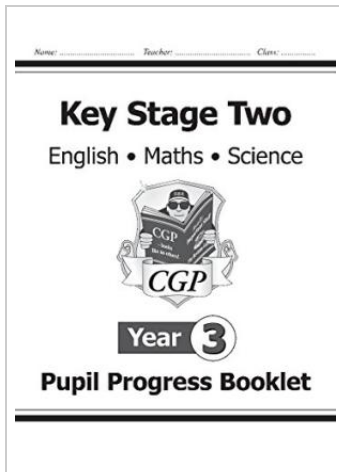 Name: ................................ Teacher: ................................ Class: ...............
Key Stage Two
English • Maths • Science
CGP
CGP
Year 3
Pupil Progress Booklet